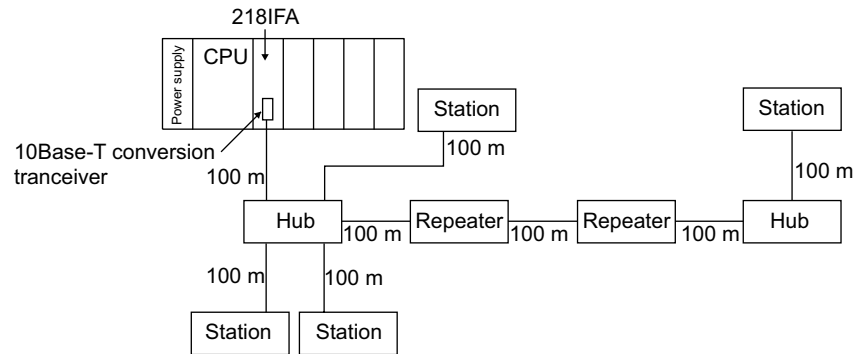 218IFA
Power supply
CPU
Station
Station
10Base-T conversion
tranceiver
100 m
100 m
100 m
Hub
Repeater
Repeater
Hub
100 m
100 m
100 m
100 m
100 m
Station
Station